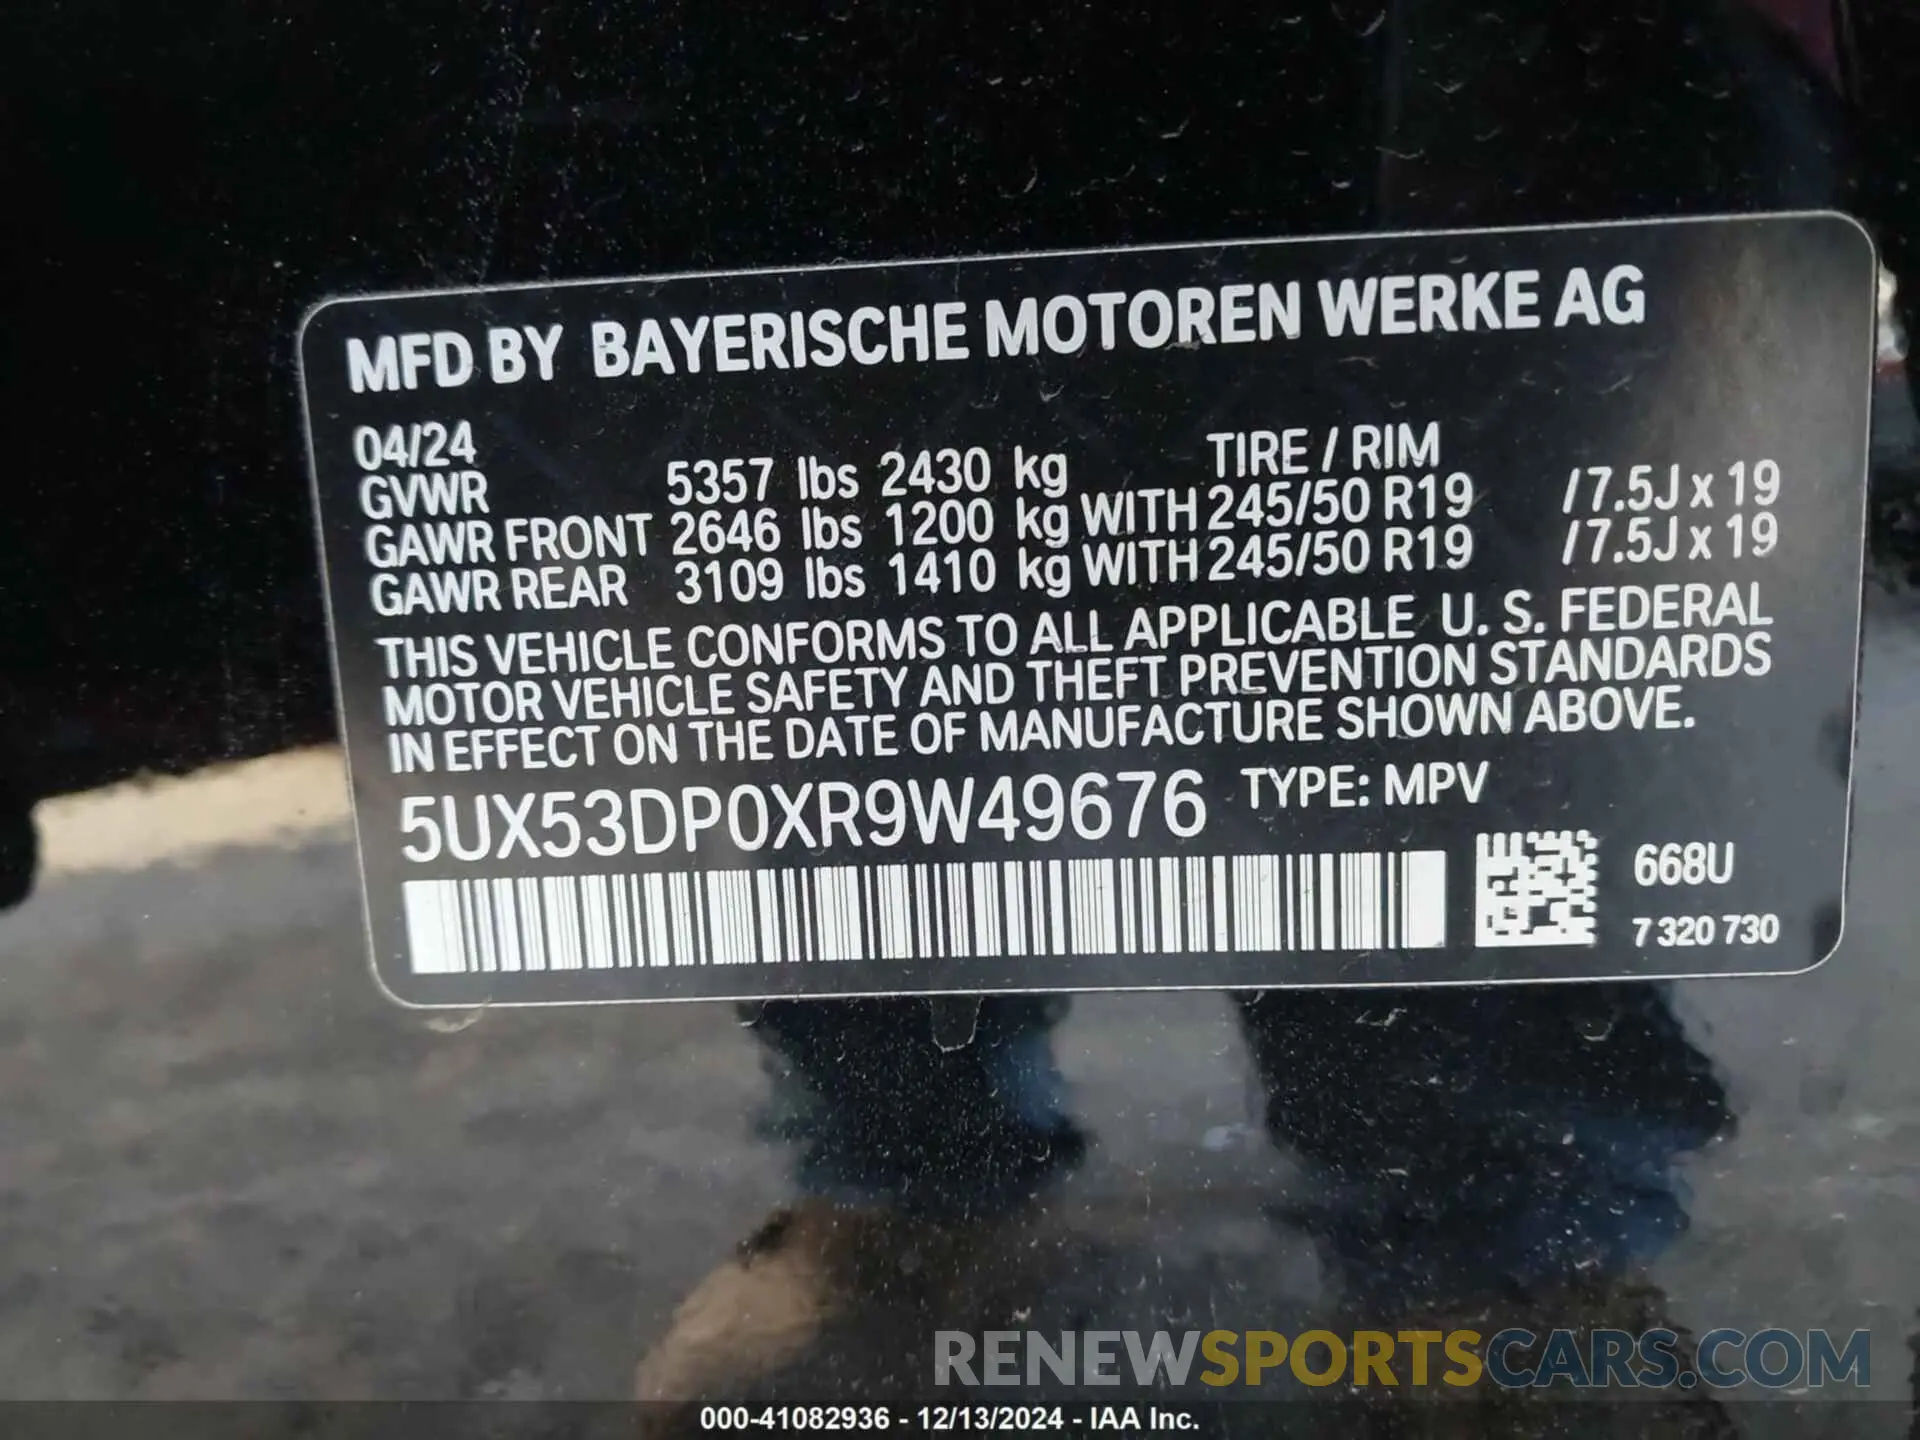 MFD BY BAYERISCHE MOTOREN WERKE AG
04/24
TIRE / RIM
GVWR 5357 lbs 2430 kg
GAWR FRONT 2646 lbs 1200 kg WITH 245/50 R19 /7.5J x 19
GAWR REAR 3109 lbs 1410 kg WITH 245/50 R19 /7.5J x 19
THIS VEHICLE CONFORMS TO ALL APPLICABLE U. S. FEDERAL
MOTOR VEHICLE SAFETY AND THEFT PREVENTION STANDARDS
IN EFFECT ON THE DATE OF MANUFACTURE SHOWN ABOVE.
5UX53DP0XR9W49676 TYPE: MPV
668U
7 320 730
RENEWSPORTSCARS.COM
000-41082936 - 12/13/2024 - IAA Inc.